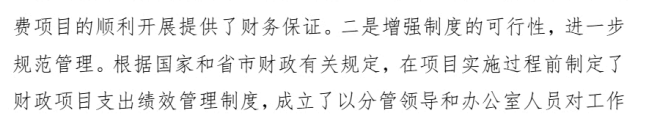 费项目的顺利开展提供了财务保证。二是增强制度的可行性，进一步
规范管理。根据国家和省市财政有关规定，在项目实施过程前制定了
财政项目支出绩效管理制度，成立了以分管领导和办公室人员对工作